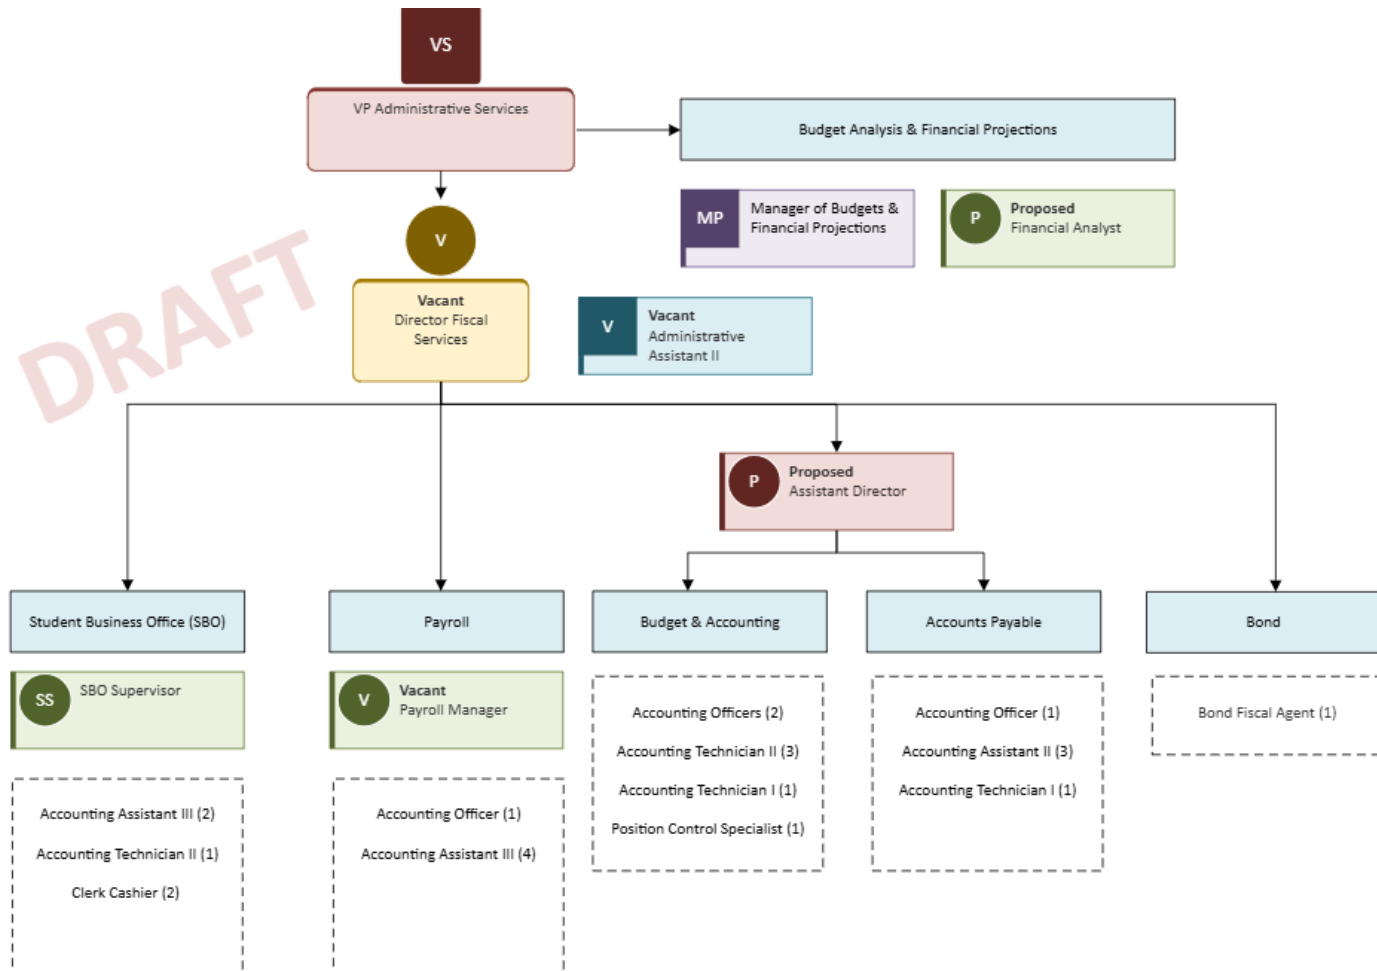 VS
VP Administrative Services
Budget Analysis & Financial Projections
MP
Manager of Budgets &
Financial Projections
P
Proposed
Financial Analyst
V
Vacant
Director Fiscal
Services
V
Vacant
Administrative
Assistant II
DRAFT
P
Proposed
Assistant Director
Student Business Office (SBO)
Payroll
Budget & Accounting
Accounts Payable
Bond
SS
SBO Supervisor
Accounting Assistant III (2)
Accounting Technician II (1)
Clerk Cashier (2)
V
Vacant
Payroll Manager
Accounting Officer (1)
Accounting Assistant III (4)
Accounting Officers (2)
Accounting Technician II (3)
Accounting Technician I (1)
Position Control Specialist (1)
Accounting Officer (1)
Accounting Assistant II (3)
Accounting Technician I (1)
Bond Fiscal Agent (1)